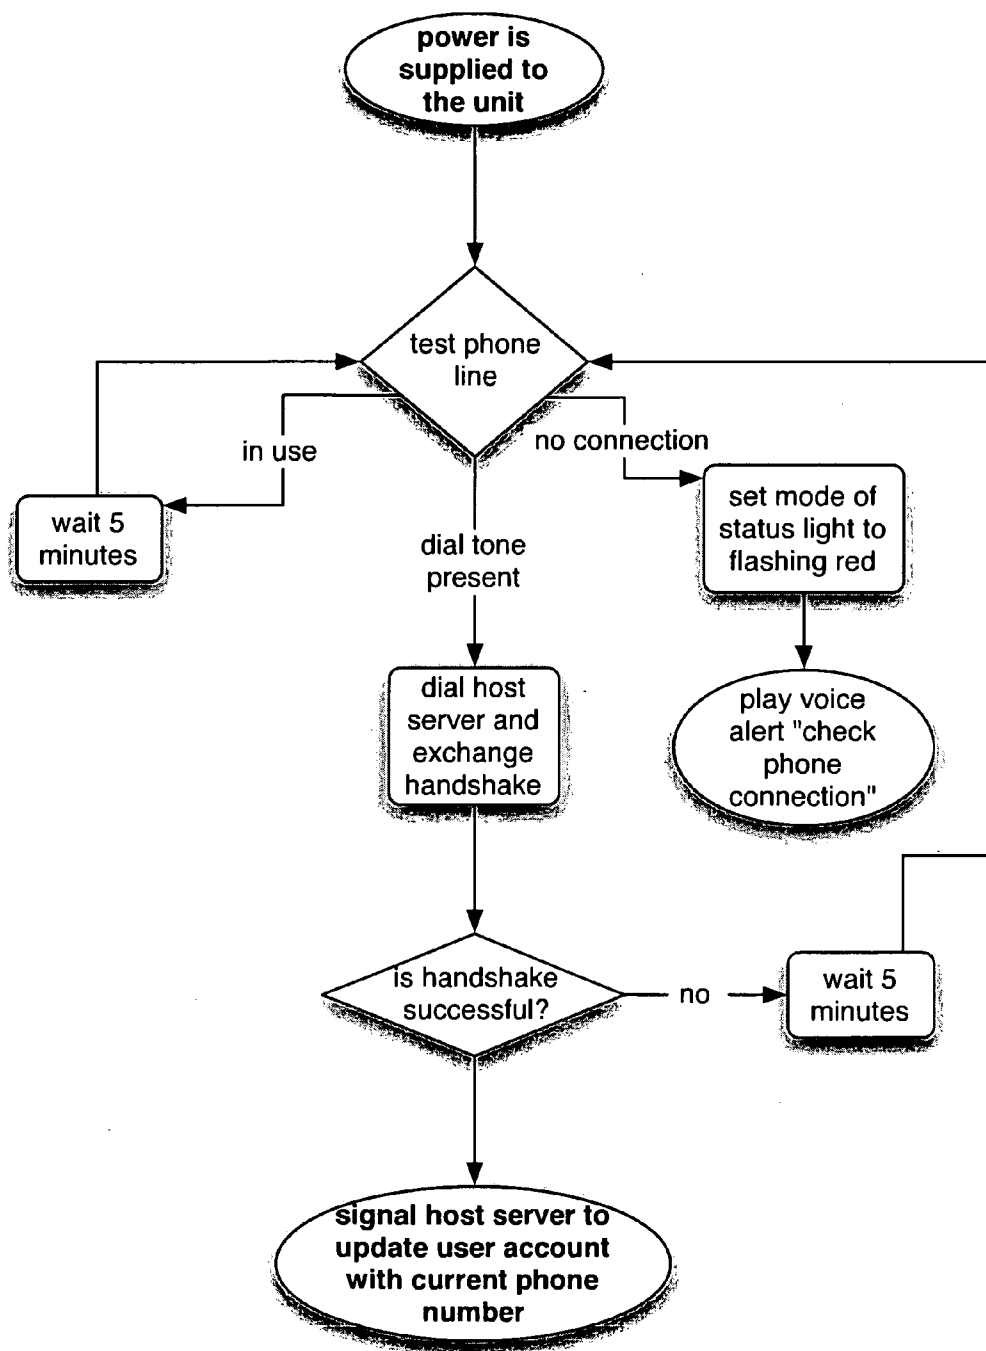 power is
supplied to
the unit
test phone
line
in use
no connection
wait 5
minutes
set mode of
status light to
flashing red
dial tone
present
dial host
server and
exchange
handshake
play voice
alert "check
phone
connection"
is handshake
successful?
no
wait 5
minutes
signal host server to
update user account
with current phone
number